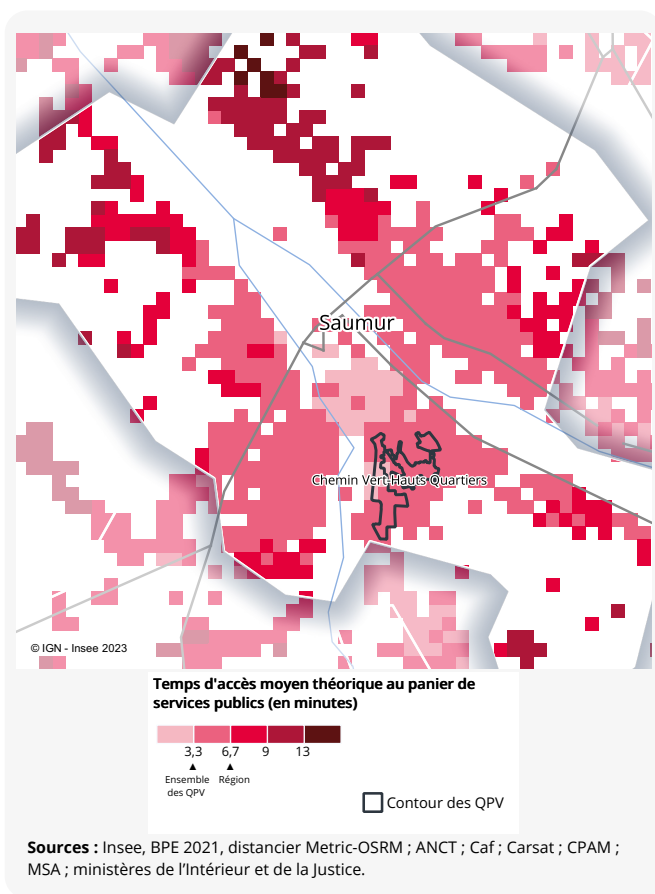 Saumur
Chemin Vert-Hauts Quartiers
© IGN - Insee 2023
Temps d'accès moyen théorique au panier de
services publics (en minutes)
3,3 6,7 9 13
▲ ▲
Ensemble Région
des QPV
Contour des QPV
Sources : Insee, BPE 2021, distancier Metric-OSRM ; ANCT ; Caf ; Carsat ; CPAM ;
MSA ; ministères de l’Intérieur et de la Justice.